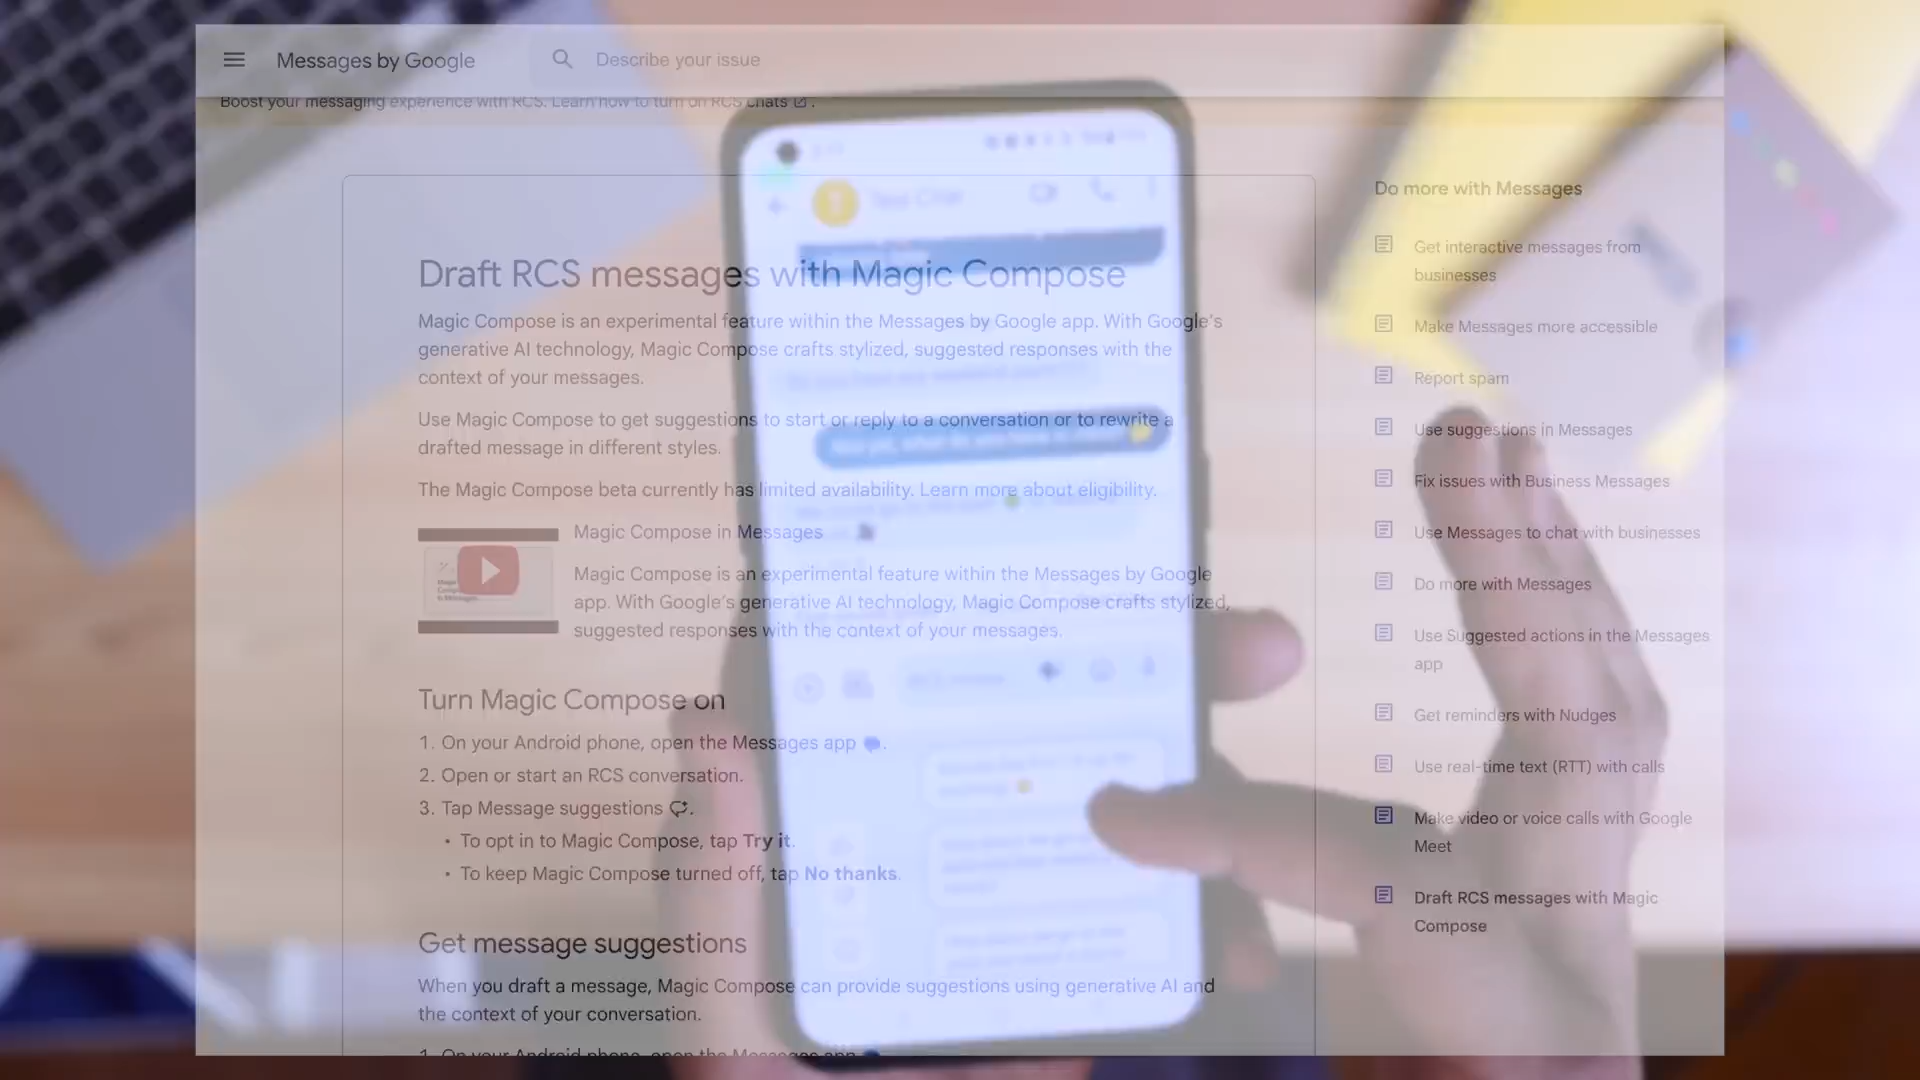 Messages by Google
Describe your issue
Boost your messaging experience with RCS. Learn how to turn on RCS chats .
Test Chat
Draft RCS messages with Magic Compose
Magic Compose is an experimental feature within the Messages by Google app. With Google's
generative AI technology, Magic Compose crafts stylized, suggested responses with the
context of your messages.
Use Magic Compose to get suggestions to start or reply to a conversation or to rewrite a
drafted message in different styles.
The Magic Compose beta currently has limited availability. Learn more about eligibility.
Magic Compose in Messages
Magic Compose is an experimental feature within the Messages by Google
app. With Google's generative AI technology, Magic Compose crafts stylized,
suggested responses with the context of your messages.
Turn Magic Compose on
1. On your Android phone, open the Messages app .
2. Open or start an RCS conversation.
3. Tap Message suggestions .
• To opt in to Magic Compose, tap Try it.
• To keep Magic Compose turned off, tap No thanks.
Get message suggestions
When you draft a message, Magic Compose can provide suggestions using generative AI and
the context of your conversation.
1. On your Android phone, open the Messages app
Do more with Messages
Get interactive messages from
businesses
Make Messages more accessible
Report spam
Use suggestions in Messages
Fix issues with Business Messages
Use Messages to chat with businesses
Do more with Messages
Use Suggested actions in the Messages
app
Get reminders with Nudges
Use real-time text (RTT) with calls
Make video or voice calls with Google
Meet
Draft RCS messages with Magic
Compose